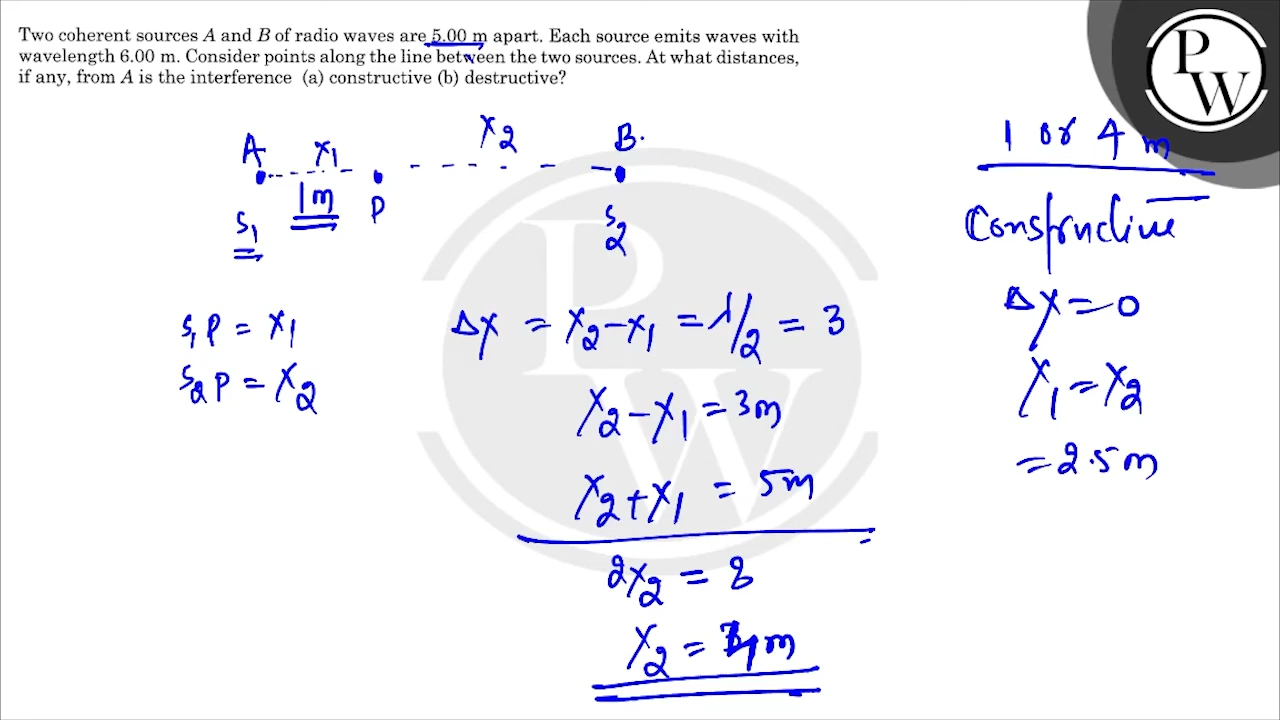 Two coherent sources A and B of radio waves are 5.00 m apart. Each source emits waves with
wavelength 6.00 m. Consider points along the line between the two sources. At what distances,
if any, from A is the interference (a) constructive (b) destructive?
P
W
A x1 x2 B.
1m P
S1 S2
S1P = x1
S2P = x2
Δx = x2-x1 = λ/2 = 3
x2-x1 = 3m
x2+x1 = 5m
2x2 = 8
x2 = 4m
1 or 4 m
Constructive
Δx=0
x1=x2
=2.5m
P
W